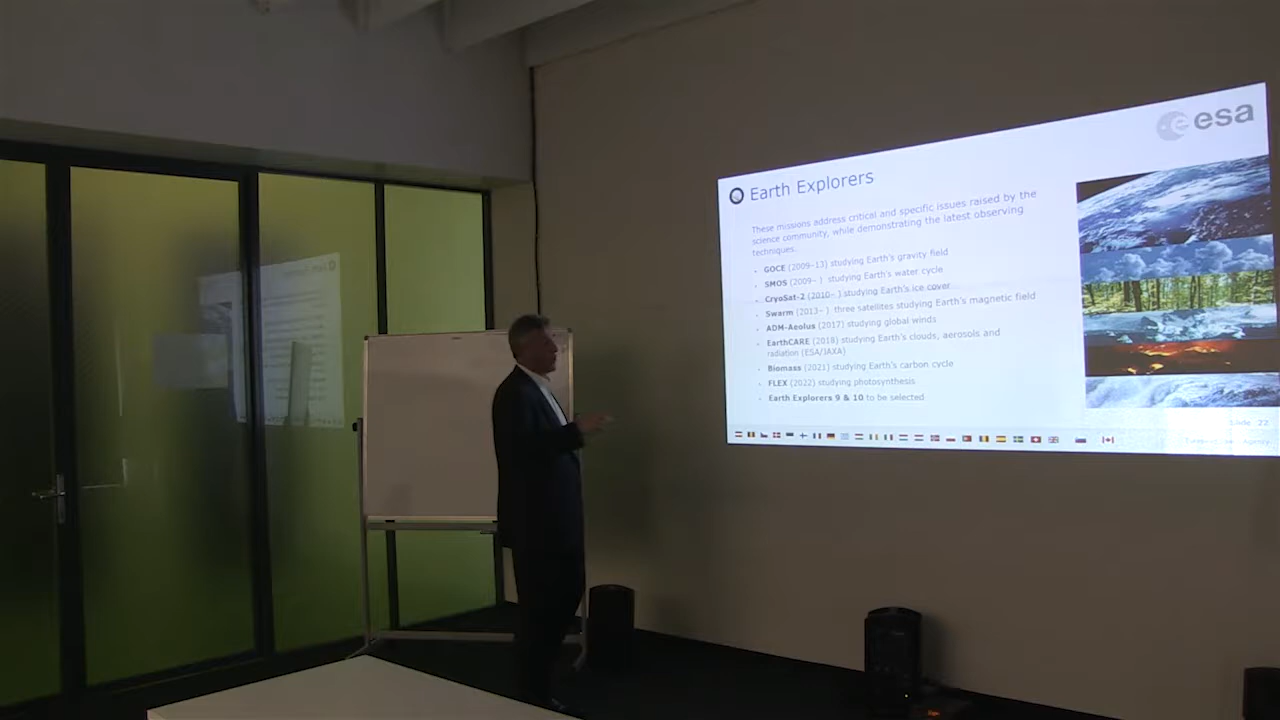 esa
Earth Explorers
These missions address critical and specific issues raised by the
science community, while demonstrating the latest observing
techniques.
GOCE (2009–13) studying Earth's gravity field
SMOS (2009– ) studying Earth's water cycle
CryoSat-2 (2010– ) studying Earth's ice cover
Swarm (2013– ) three satellites studying Earth's magnetic field
ADM-Aeolus (2017) studying global winds
EarthCARE (2018) studying Earth's clouds, aerosols and
radiation (ESA/JAXA)
Biomass (2021) studying Earth's carbon cycle
FLEX (2022) studying photosynthesis
Earth Explorers 9 & 10 to be selected
Slide 22
Agency